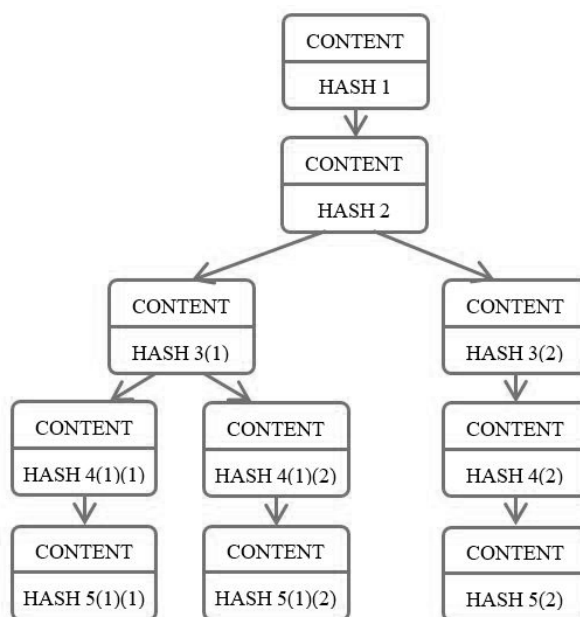 CONTENT
HASH 1
CONTENT
HASH 2
CONTENT
HASH 3(1)
CONTENT
HASH 3(2)
CONTENT
HASH 4(1)(1)
CONTENT
HASH 4(1)(2)
CONTENT
HASH 4(2)
CONTENT
HASH 5(1)(1)
CONTENT
HASH 5(1)(2)
CONTENT
HASH 5(2)